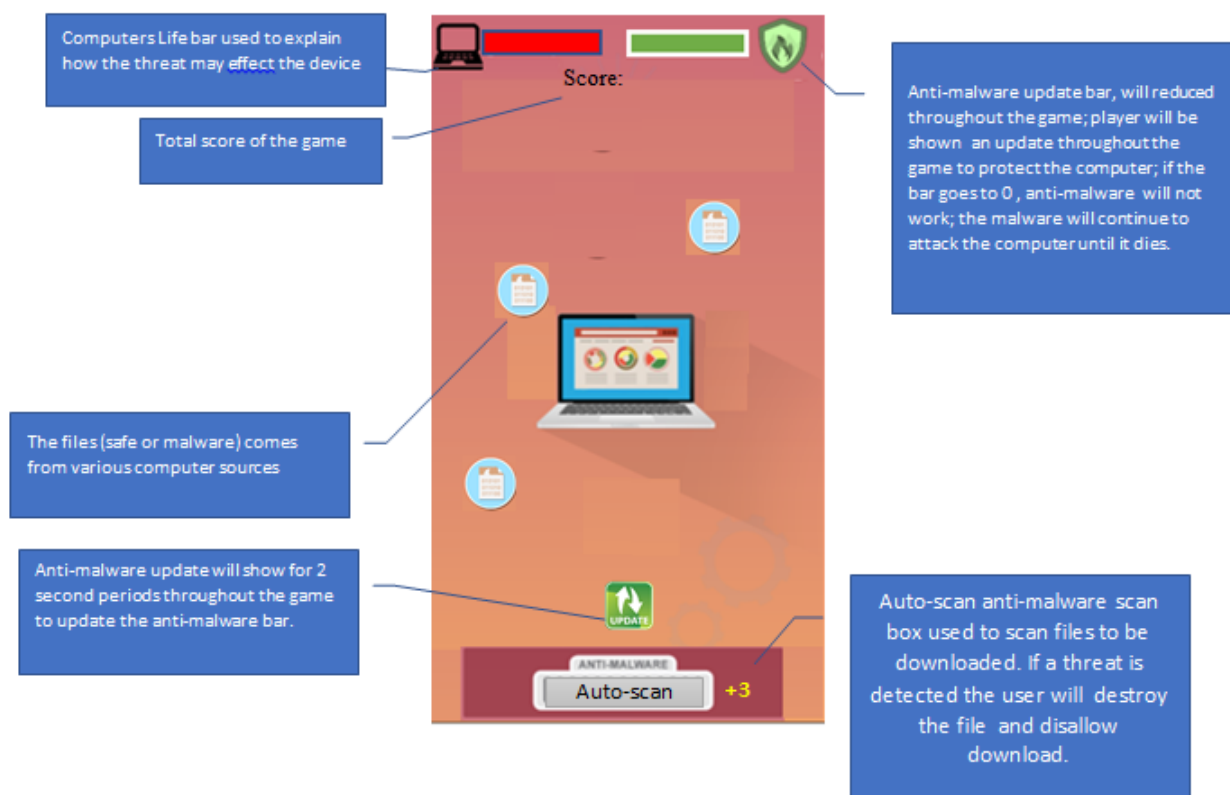 Computers Life bar used to explain
how the threat may effect the device
Score:
Total score of the game
Anti-malware update bar, will reduced
throughout the game; player will be
shown an update throughout the
game to protect the computer; if the
bar goes to 0 , anti-malware will not
work; the malware will continue to
attack the computer until it dies.
The files (safe or malware) comes
from various computer sources
Anti-malware update will show for 2
second periods throughout the game
to update the anti-malware bar.
UPDATE
ANTI-MALWARE
Auto-scan
+3
Auto-scan anti-malware scan
box used to scan files to be
downloaded. If a threat is
detected the user will destroy
the file and disallow
download.